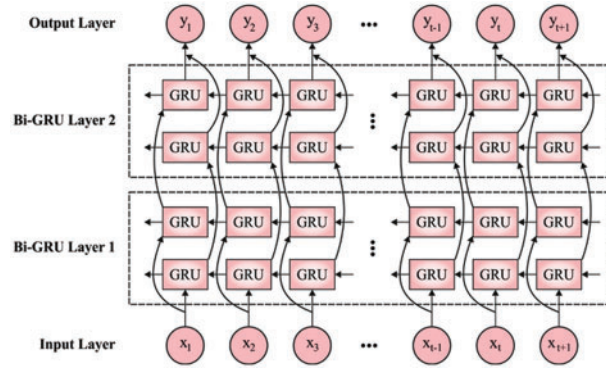 Output Layer y1 y2 y3 ... yt-1 yt yt+1
GRU GRU GRU GRU GRU GRU
Bi-GRU Layer 2
GRU GRU GRU GRU GRU GRU
GRU GRU GRU GRU GRU GRU
Bi-GRU Layer 1
GRU GRU GRU GRU GRU GRU
Input Layer x1 x2 x3 ... xt-1 xt xt+1